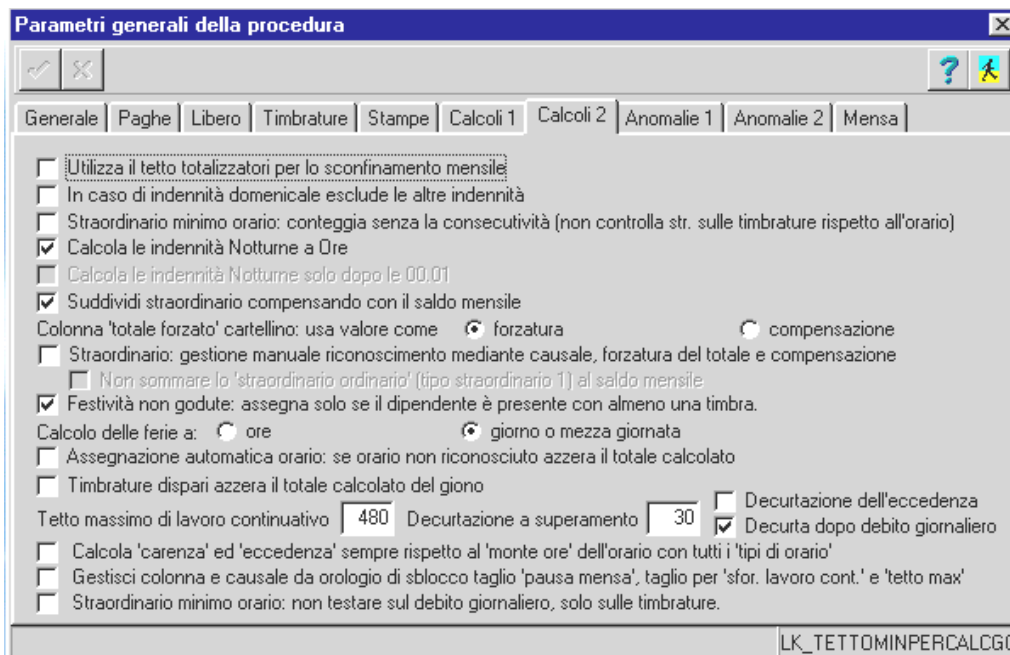 Parametri generali della procedura
Generale Paghe Libero Timbrature Stampe Calcoli 1 Calcoli 2 Anomalie 1 Anomalie 2 Mensa
Utilizza il tetto totalizzatori per lo sconfinamento mensile
In caso di indennità domenicale esclude le altre indennità
Straordinario minimo orario: conteggia senza la consecutività (non controlla str. sulle timbrature rispetto all'orario)
Calcola le indennità Notturne a Ore
Calcola le indennità Notturne solo dopo le 00.01
Suddividi straordinario compensando con il saldo mensile
Colonna 'totale forzato' cartellino: usa valore come forzatura compensazione
Straordinario: gestione manuale riconoscimento mediante causale, forzatura del totale e compensazione
Non sommare lo 'straordinario ordinario' (tipo straordinario 1) al saldo mensile
Festività non godute: assegna solo se il dipendente è presente con almeno una timbra.
Calcolo delle ferie a: ore giorno o mezza giornata
Assegnazione automatica orario: se orario non riconosciuto azzera il totale calcolato
Timbrature dispari azzera il totale calcolato del giono
Decurtazione dell'eccedenza
Tetto massimo di lavoro continuativo 480 Decurtazione a superamento 30 Decurta dopo debito giornaliero
Calcola 'carenza' ed 'eccedenza' sempre rispetto al 'monte ore' dell'orario con tutti i 'tipi di orario'
Gestisci colonna e causale da orologio di sblocco taglio 'pausa mensa', taglio per 'sfor. lavoro cont.' e 'tetto max'
Straordinario minimo orario: non testare sul debito giornaliero, solo sulle timbrature.